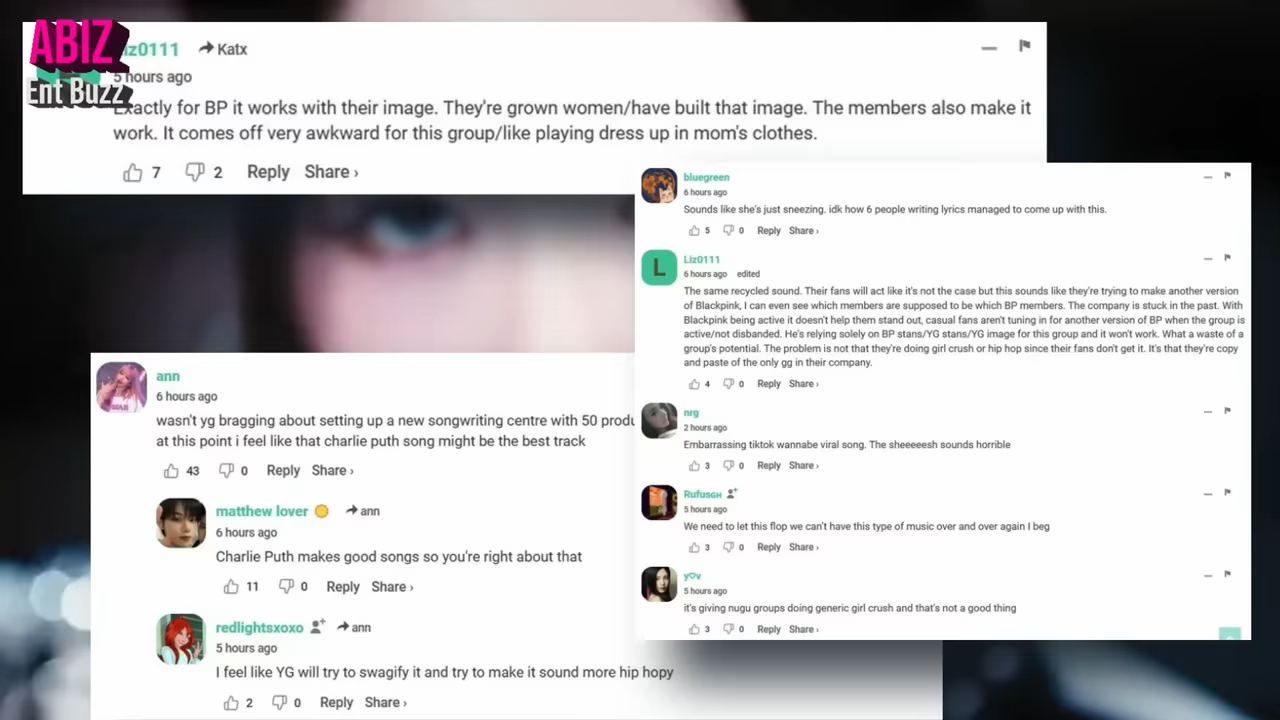 ABIZ
Ent Buzz
iz0111 Katx
5 hours ago
Exactly for BP it works with their image. They're grown women/have built that image. The members also make it
work. It comes off very awkward for this group/like playing dress up in mom's clothes.
7 2 Reply Share ›
ann
6 hours ago
wasn't yg bragging about setting up a new songwriting centre with 50 produ
at this point i feel like that charlie puth song might be the best track
43 0 Reply Share ›
matthew lover ann
6 hours ago
Charlie Puth makes good songs so you're right about that
11 0 Reply Share ›
redlightsxoxo ann
5 hours ago
I feel like YG will try to swagify it and try to make it sound more hip hopy
2 0 Reply Share ›
bluegreen
6 hours ago
Sounds like she's just sneezing. idk how 6 people writing lyrics managed to come up with this.
5 0 Reply Share ›
L
Liz0111
6 hours ago edited
The same recycled sound. Their fans will act like it's not the case but this sounds like they're trying to make another version
of Blackpink, I can even see which members are supposed to be which BP members. The company is stuck in the past. With
Blackpink being active it doesn't help them stand out, casual fans aren't tuning in for another version of BP when the group is
active/not disbanded. He's relying solely on BP stans/YG stans/YG image for this group and it won't work. What a waste of a
group's potential. The problem is not that they're doing girl crush or hip hop since their fans don't get it. It's that they're copy
and paste of the only gg in their company.
4 0 Reply Share ›
nrg
2 hours ago
Embarrassing tiktok wannabe viral song. The sheeeeesh sounds horrible
3 0 Reply Share ›
Rufusɢʜ
5 hours ago
We need to let this flop we can't have this type of music over and over again I beg
3 0 Reply Share ›
y♡v
5 hours ago
it's giving nugu groups doing generic girl crush and that's not a good thing
3 0 Reply Share ›